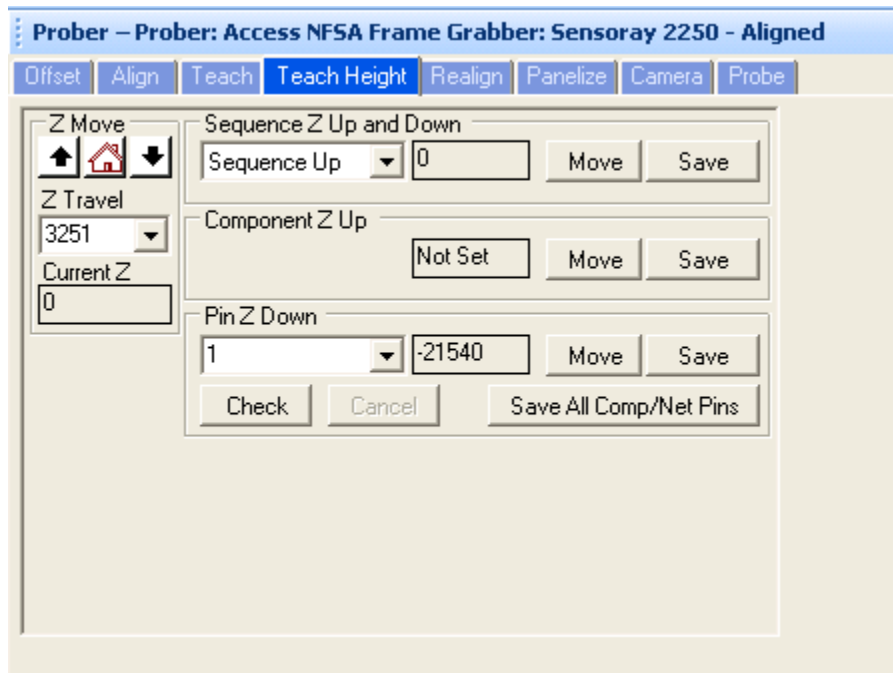 Prober – Prober: Access NFSA Frame Grabber: Sensoray 2250 - Aligned
Offset Align Teach Teach Height Realign Panelize Camera Probe
Z Move
Z Travel
3251
Current Z
0
Sequence Z Up and Down
Sequence Up 0 Move Save
Component Z Up
Not Set Move Save
Pin Z Down
1 -21540 Move Save
Check Cancel Save All Comp/Net Pins